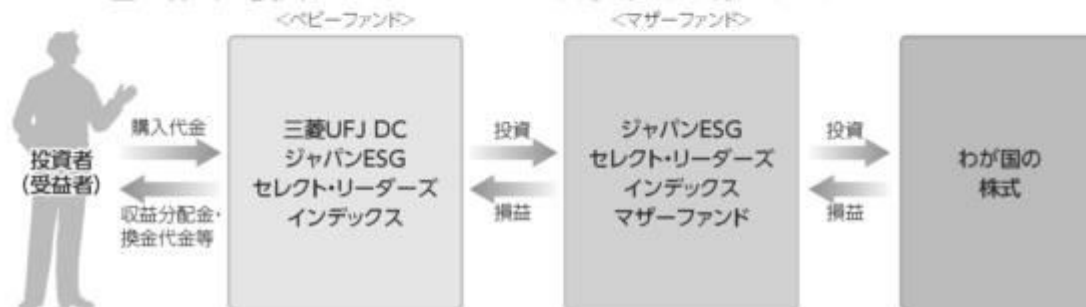 <ベビーファンド>
<マザーファンド>
投資者
(受益者)
購入代金
収益分配金・
換金代金等
三菱UFJ DC
ジャパンESG
セレクト・リーダーズ
インデックス
投資
損益
ジャパンESG
セレクト・リーダーズ
インデックス
マザーファンド
投資
損益
わが国の
株式